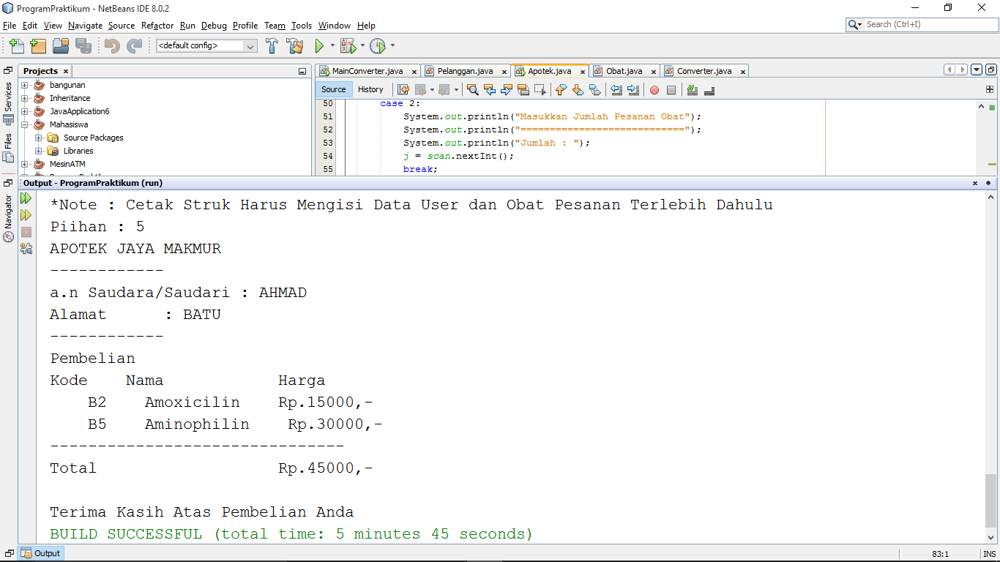 ProgramPraktikum - NetBeans IDE 8.0.2
File Edit View Navigate Source Refactor Run Debug Profile Team Tools Window Help
Search (Ctrl+I)
<default config>
Services
Files
Navigator
Projects
bangunan
Inheritance
JavaApplication6
Mahasiswa
Source Packages
Libraries
MesinATM
MainConverter.java Pelanggan.java Apotek.java Obat.java Converter.java
Source History
50 case 2:
51 System.out.println("Masukkan Jumlah Pesanan Obat");
52 System.out.println("============================");
53 System.out.println("Jumlah : ");
54 j = scan.nextInt();
55 break;
Output - ProgramPraktikum (run)
*Note : Cetak Struk Harus Mengisi Data User dan Obat Pesanan Terlebih Dahulu
Piihan : 5
APOTEK JAYA MAKMUR
------------
a.n Saudara/Saudari : AHMAD
Alamat : BATU
------------
Pembelian
Kode Nama Harga
B2 Amoxicilin Rp.15000,-
B5 Aminophilin Rp.30000,-
-------------------------------
Total Rp.45000,-
Terima Kasih Atas Pembelian Anda
BUILD SUCCESSFUL (total time: 5 minutes 45 seconds)
Output
83:1 INS